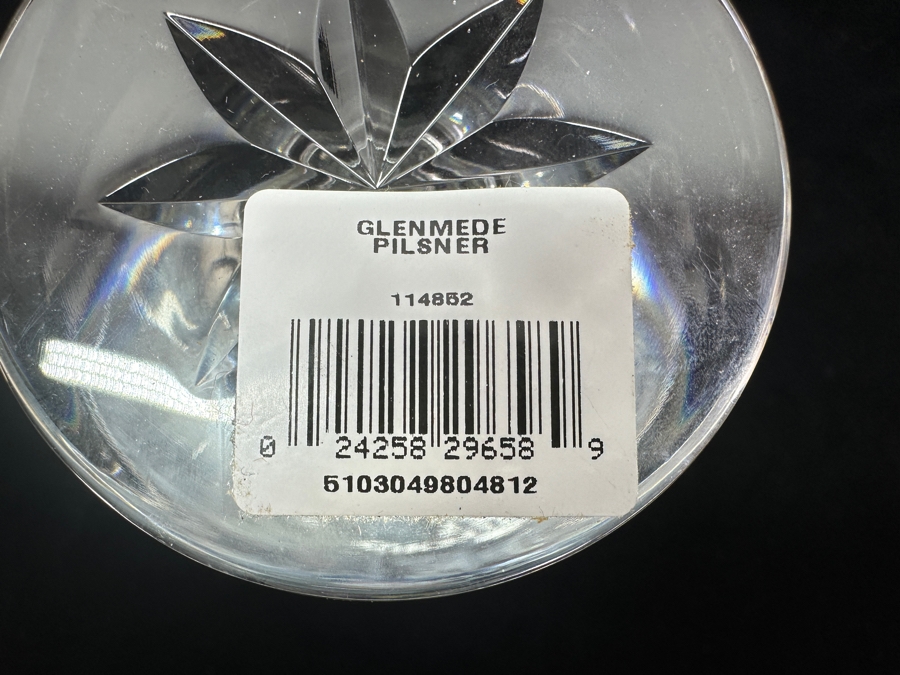 GLENMEDE
PILSNER
114852
0 24258 29658 9
5103049804812